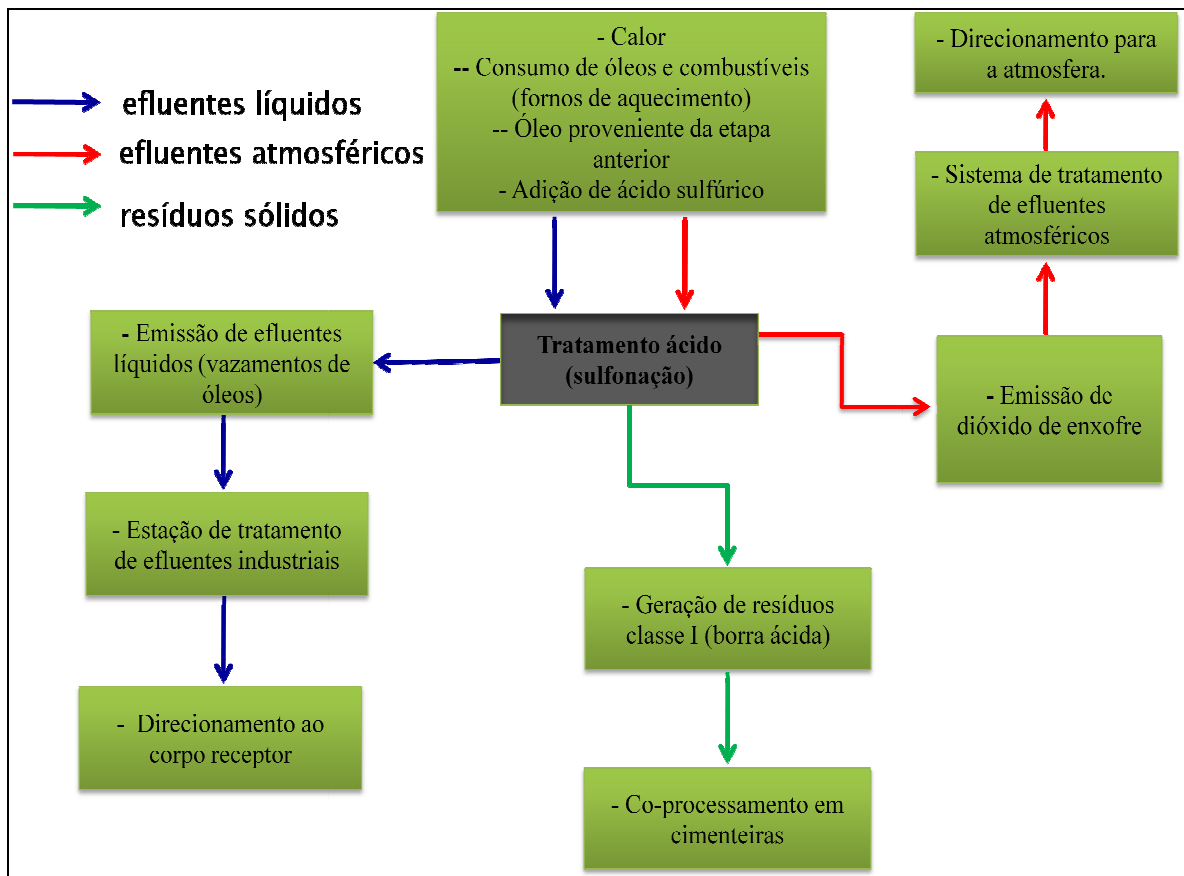 efluentes líquidos
efluentes atmosféricos
resíduos sólidos
- Calor
-- Consumo de óleos e combustíveis
(fornos de aquecimento)
-- Óleo proveniente da etapa
anterior
- Adição de ácido sulfúrico
- Direcionamento para
a atmosfera.
- Sistema de tratamento
de efluentes
atmosféricos
- Emissão de efluentes
líquidos (vazamentos de
óleos)
Tratamento ácido
(sulfonação)
- Emissão de
dióxido de enxofre
- Estação de tratamento
de efluentes industriais
- Geração de resíduos
classe I (borra ácida)
- Direcionamento ao
corpo receptor
- Co-processamento em
cimenteiras